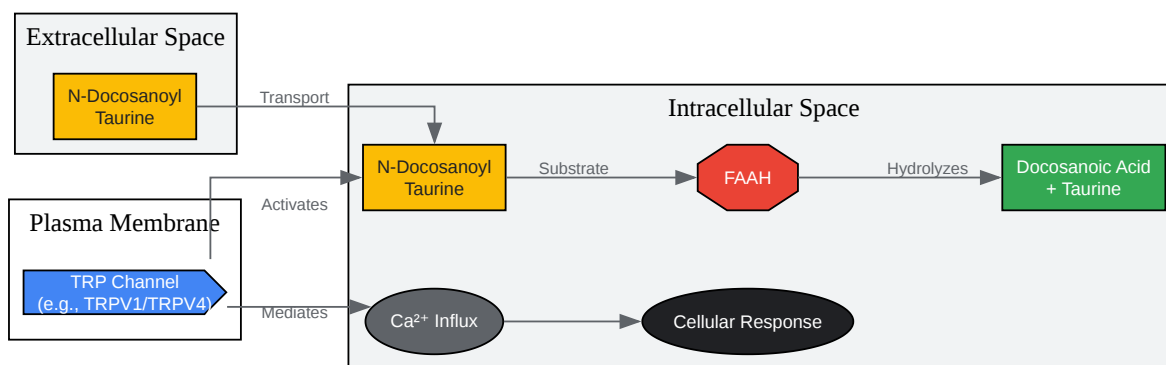 Extracellular Space
N-Docosanoyl
Taurine
Transport
Intracellular Space
N-Docosanoyl
Taurine
Substrate
FAAH
Hydrolyzes
Docosanoic Acid
+ Taurine
Activates
Plasma Membrane
TRP Channel
(e.g., TRPV1/TRPV4)
Mediates
Ca²⁺ Influx
Cellular Response